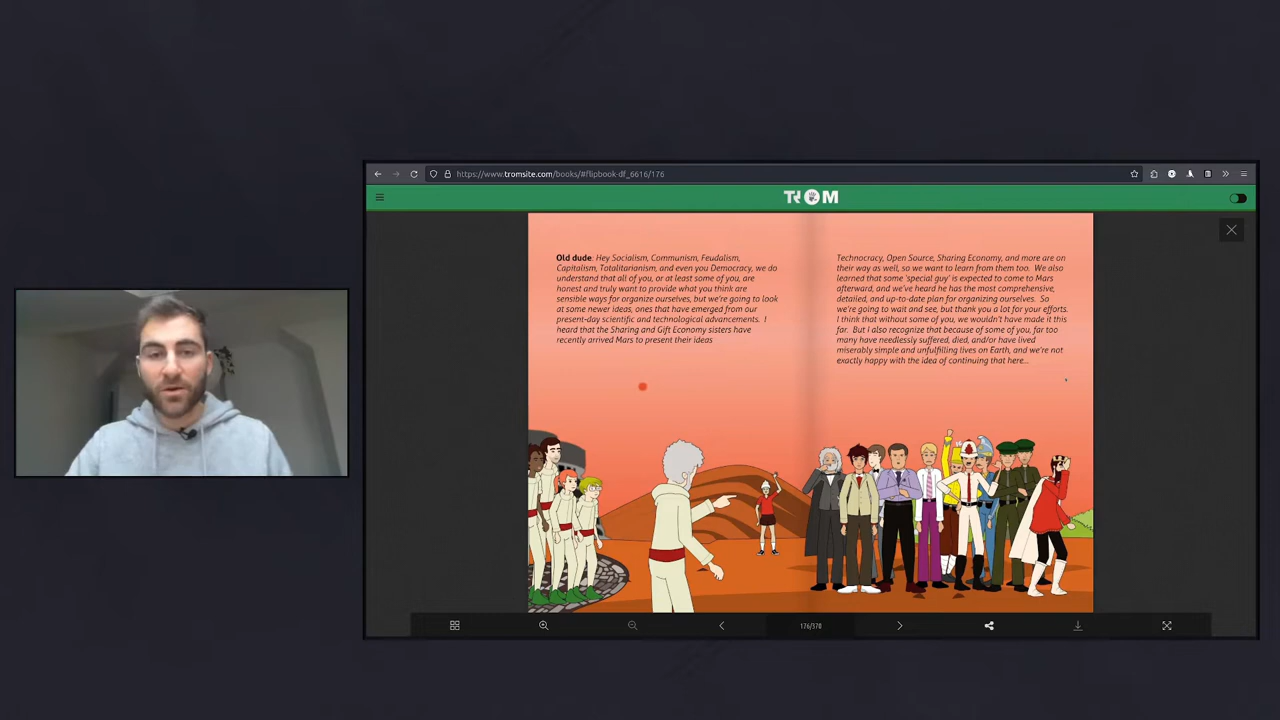 https://www.tromsite.com/books/#flipbook-df_6616/176
TROM
Old dude: Hey Socialism, Communism, Feudalism,
Capitalism, Totalitarianism, and even you Democracy, we do
understand that all of you, or at least some of you, are
honest and truly want to provide what you think are
sensible ways for organize ourselves, but we're going to look
at some newer ideas, ones that have emerged from our
present-day scientific and technological advancements. I
heard that the Sharing and Gift Economy sisters have
recently arrived Mars to present their ideas
Technocracy, Open Source, Sharing Economy, and more are on
their way as well, so we want to learn from them too. We also
learned that some 'special guy' is expected to come to Mars
afterward, and we've heard he has the most comprehensive,
detailed, and up-to-date plan for organizing ourselves. So
we're going to wait and see, but thank you a lot for your efforts.
I think that without some of you, we wouldn't have made it this
far. But I also recognize that because of some of you, far too
many have needlessly suffered, died, and/or have lived
miserably simple and unfulfilling lives on Earth, and we're not
exactly happy with the idea of continuing that here...
176/370